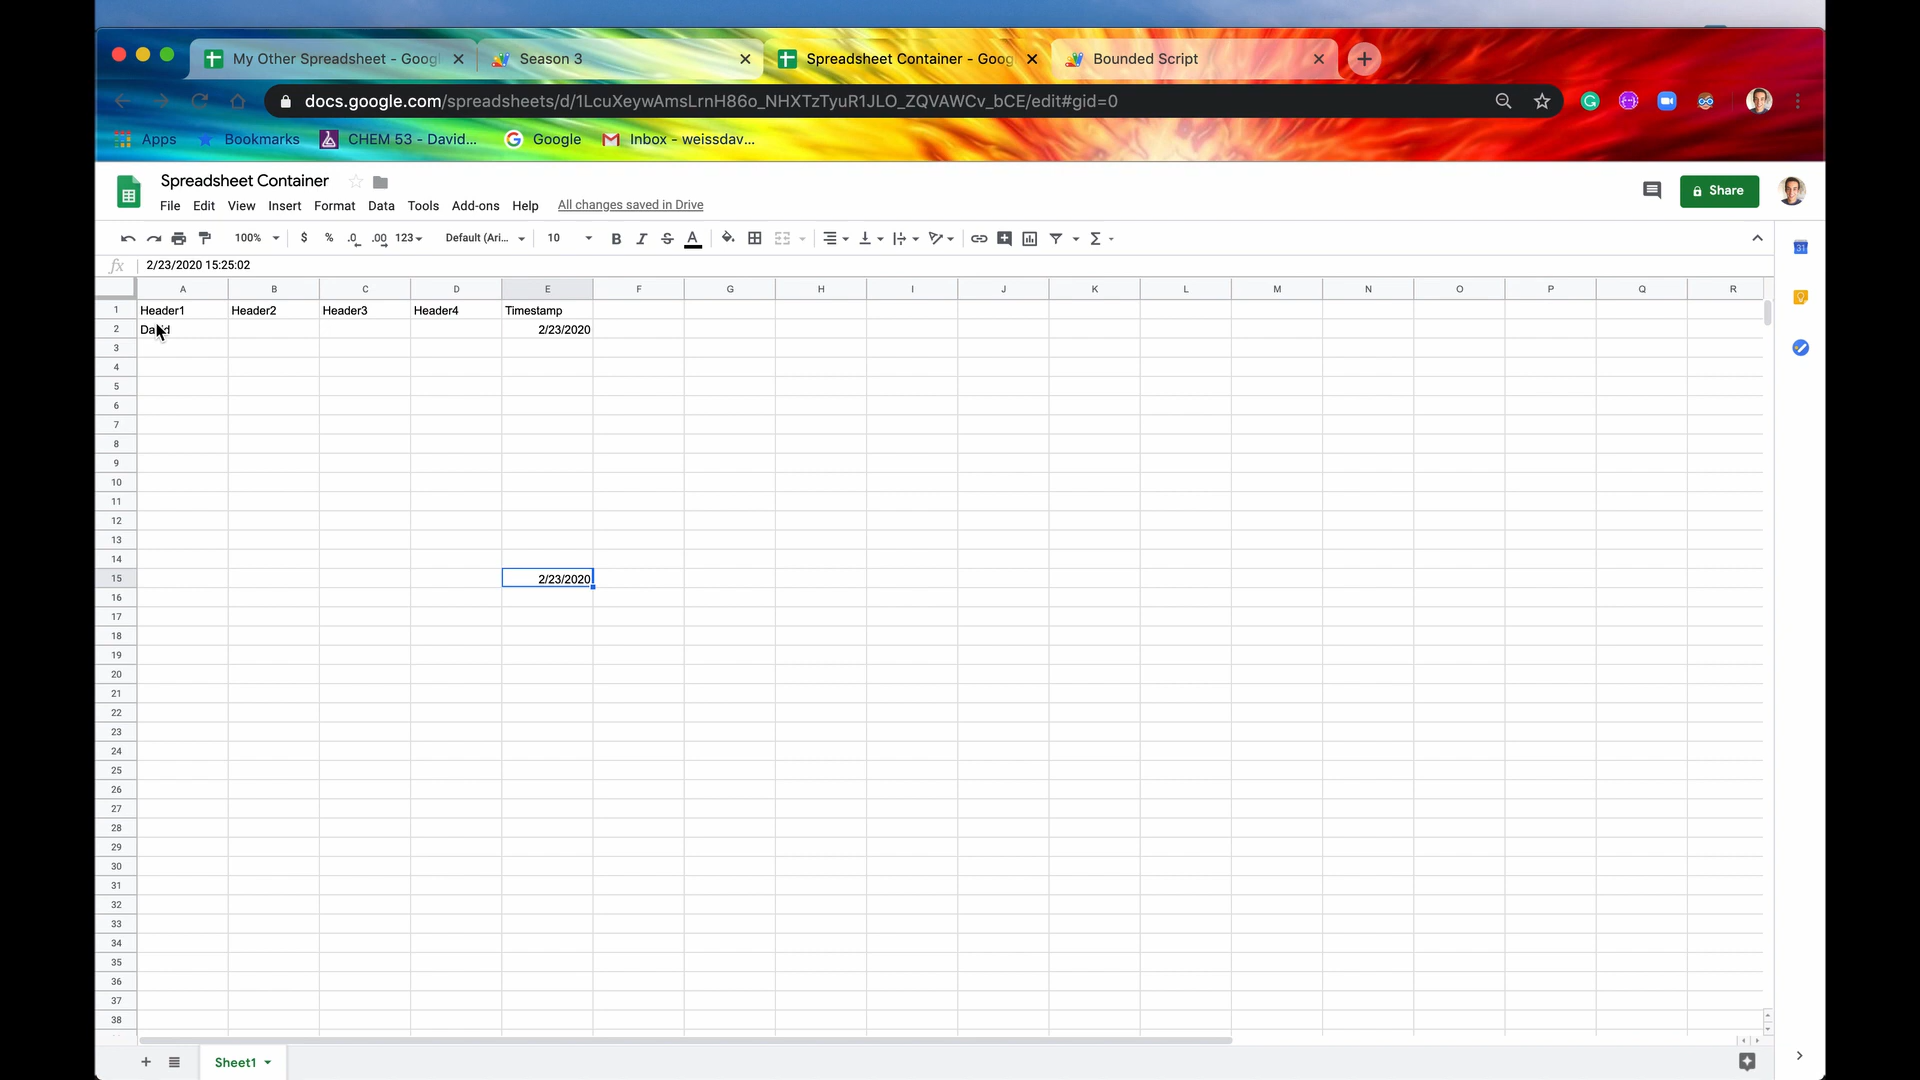 My Other Spreadsheet - Googl
Season 3
Spreadsheet Container - Goog
Bounded Script
docs.google.com/spreadsheets/d/1LcuXeywAmsLrnH86o_NHXTzTyuR1JLO_ZQVAWCv_bCE/edit#gid=0
Apps
Bookmarks
CHEM 53 - David...
Google
Inbox - weissdav...
Spreadsheet Container
File Edit View Insert Format Data Tools Add-ons Help All changes saved in Drive
Share
100% $ % .0 .00 123 Default (Ari... 10 B I S A
fx 2/23/2020 15:25:02
A B C D E F G H I J K L M N O P Q R
1 Header1 Header2 Header3 Header4 Timestamp
2 David 2/23/2020
3
4
5
6
7
8
9
10
11
12
13
14
15 2/23/2020
16
17
18
19
20
21
22
23
24
25
26
27
28
29
30
31
32
33
34
35
36
37
38
Sheet1
31